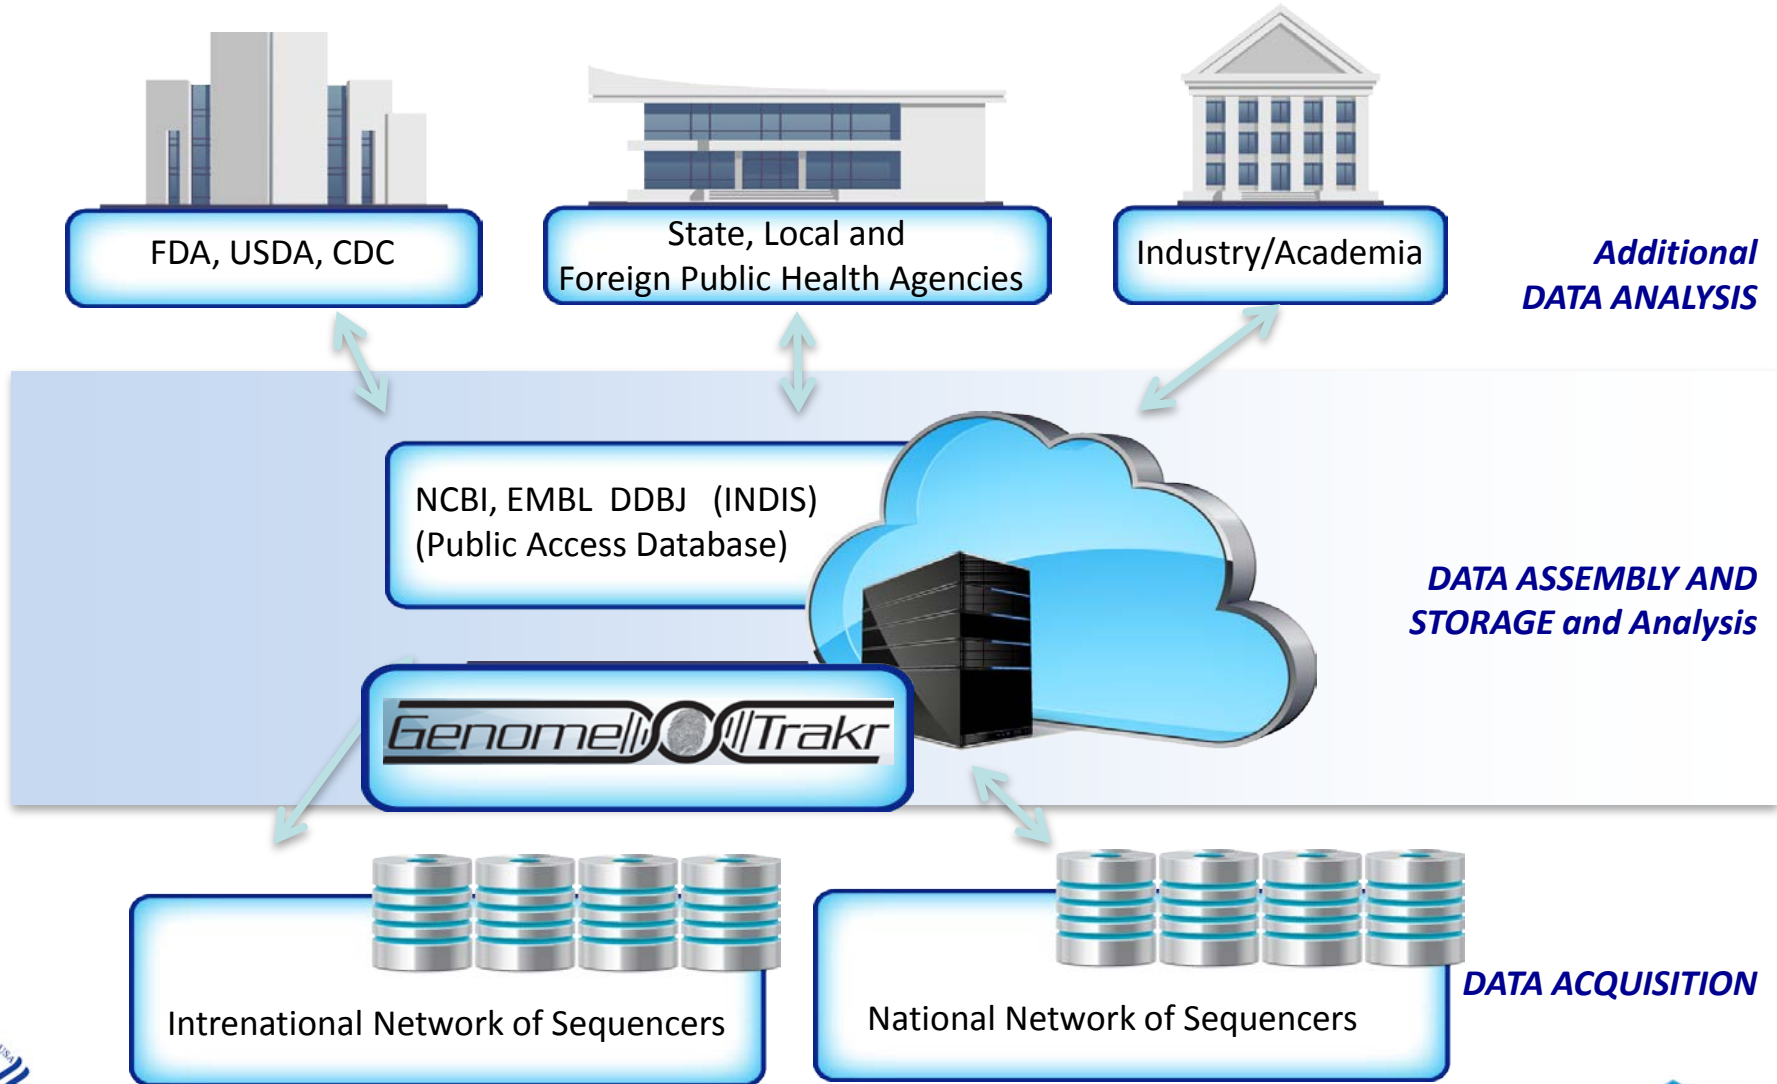 FDA, USDA, CDC
State, Local and
Foreign Public Health Agencies
Industry/Academia
Additional
DATA ANALYSIS
NCBI, EMBL DDBJ (INDIS)
(Public Access Database)
DATA ASSEMBLY AND
STORAGE and Analysis
GenomeTrakr
Intrenational Network of Sequencers
National Network of Sequencers
DATA ACQUISITION
USA